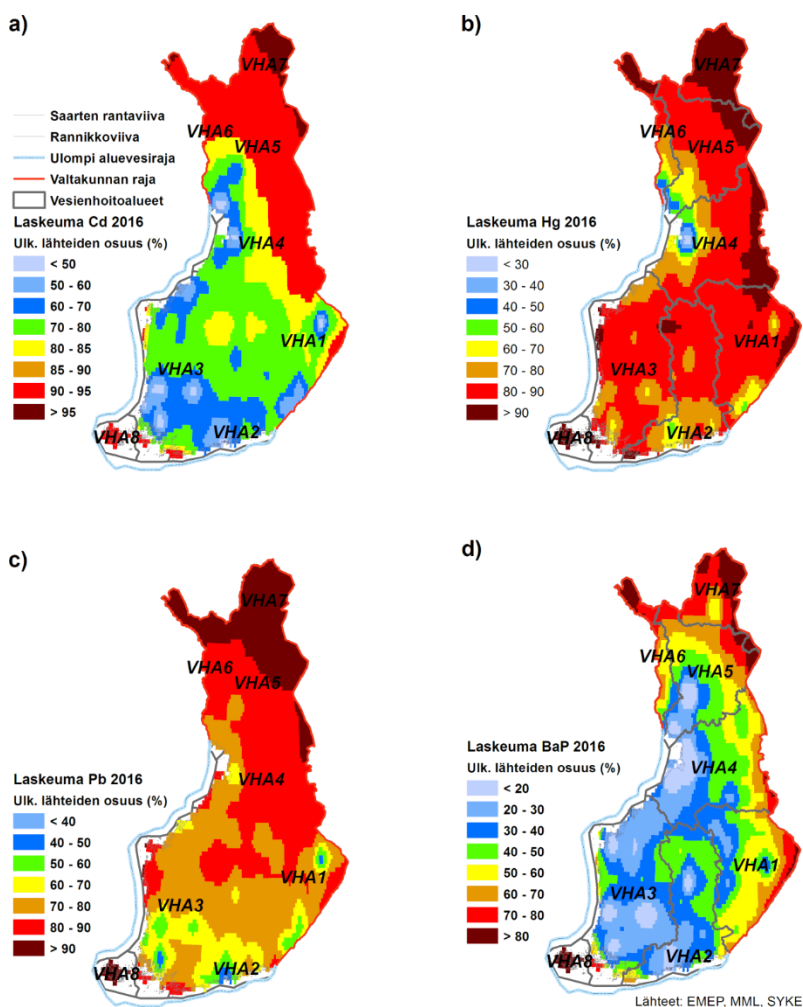 a)
VHA7
Saarten rantaviiva
Rannikkoviiva
Ulompi aluevesiraja
Valtakunnan raja
Vesienhoitoalueet
VHA6
VHA5
Laskeuma Cd 2016
Ulk. lähteiden osuus (%)
< 50
50 - 60
60 - 70
70 - 80
80 - 85
85 - 90
90 - 95
> 95
VHA4
VHA1
VHA3
VHA2
VHA8
b)
VHA7
VHA6
VHA5
Laskeuma Hg 2016
Ulk. lähteiden osuus (%)
< 30
30 - 40
40 - 50
50 - 60
60 - 70
70 - 80
80 - 90
> 90
VHA4
VHA1
VHA3
VHA2
VHA8
c)
VHA7
VHA6
VHA5
Laskeuma Pb 2016
Ulk. lähteiden osuus (%)
< 40
40 - 50
50 - 60
60 - 70
70 - 80
80 - 90
> 90
VHA4
VHA1
VHA3
VHA2
VHA8
d)
VHA7
VHA6
VHA5
Laskeuma BaP 2016
Ulk. lähteiden osuus (%)
< 20
20 - 30
30 - 40
40 - 50
50 - 60
60 - 70
70 - 80
> 80
VHA4
VHA1
VHA3
VHA2
VHA8
Lähteet: EMEP, MML, SYKE